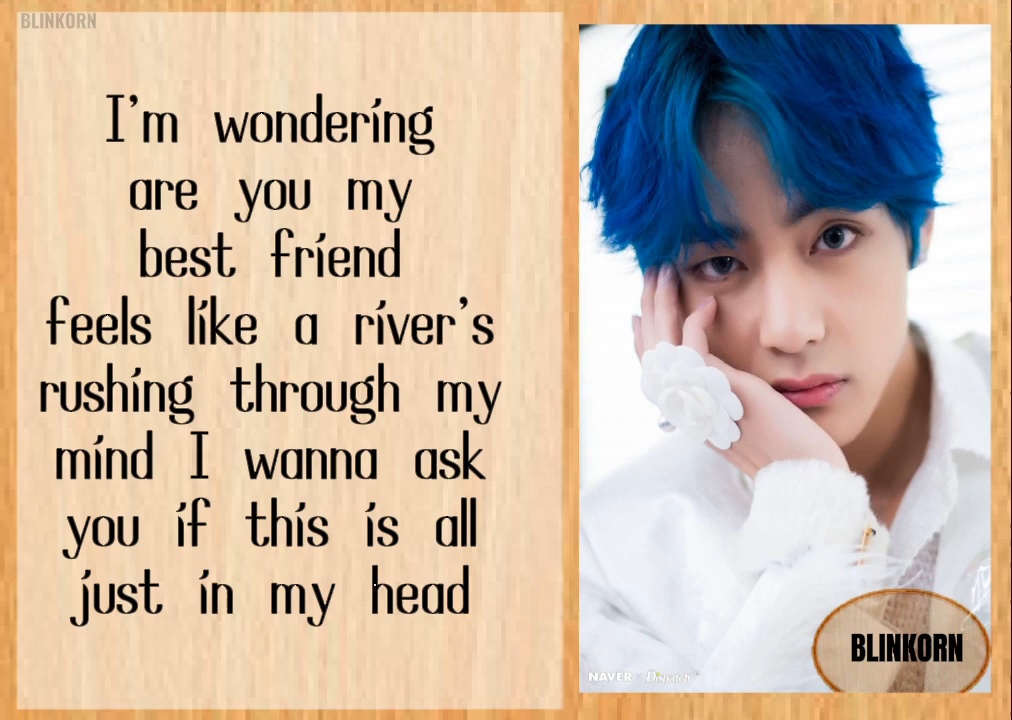 BLINKORN
I'm wondering
are you my
best friend
feels like a river's
rushing through my
mind I wanna ask
you if this is all
just in my head
NAVER x Dispatch
BLINKORN